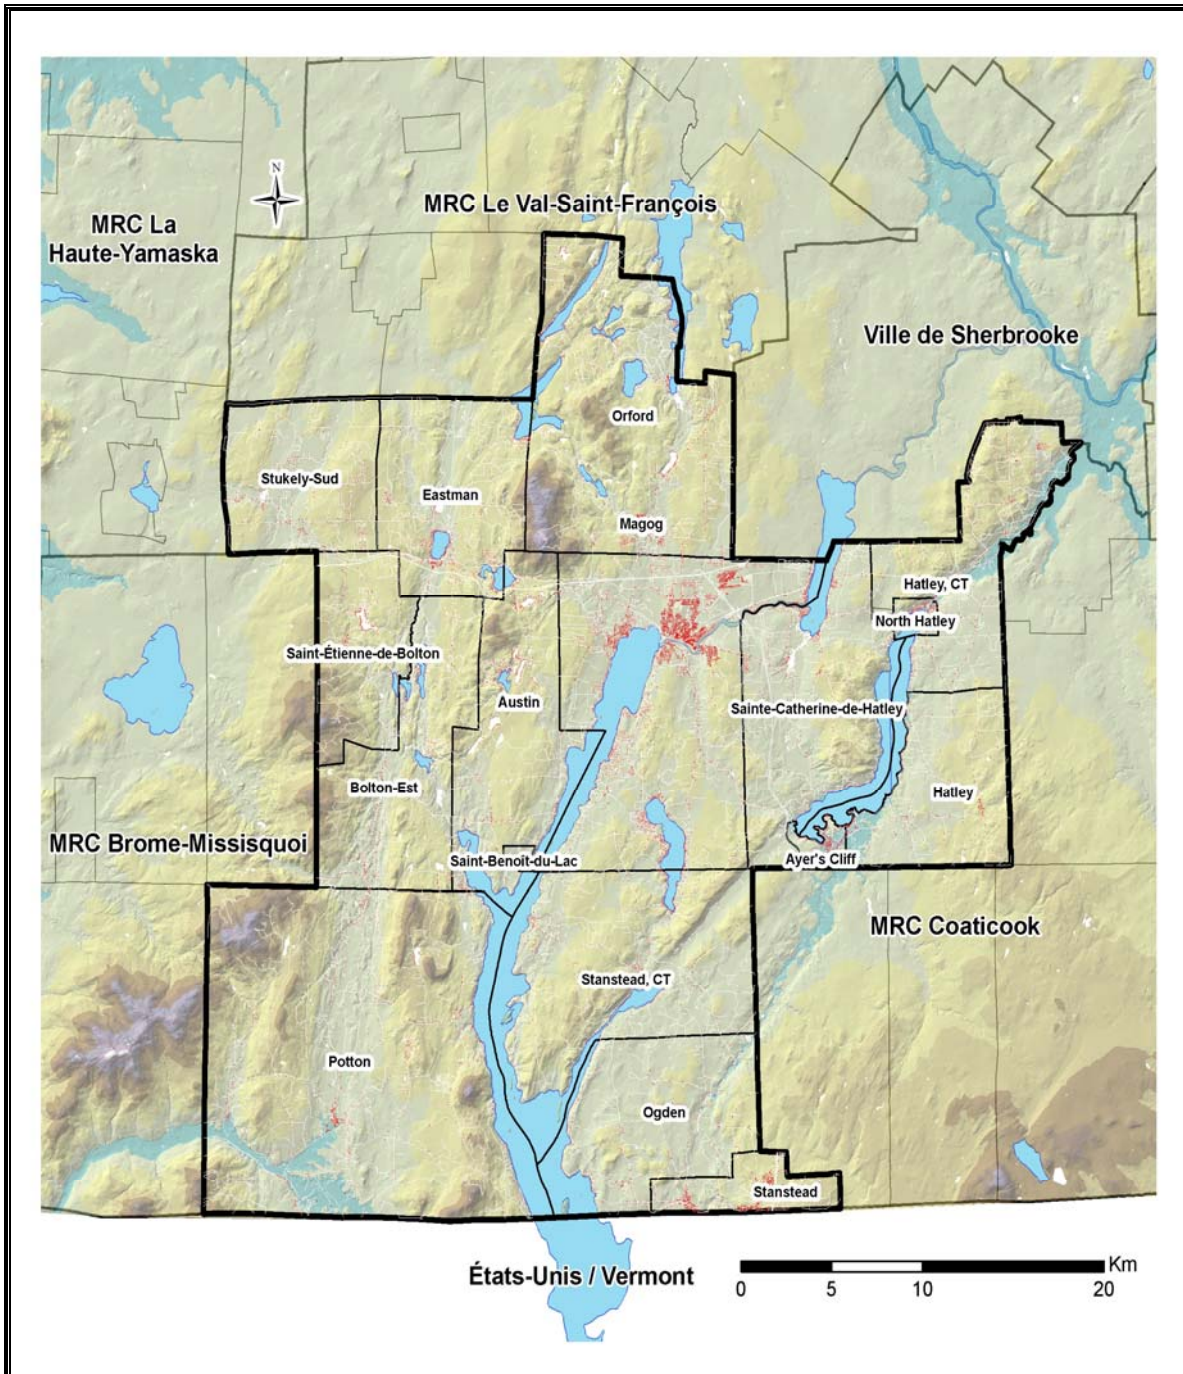 N
MRC Le Val-Saint-François
MRC La
Haute-Yamaska
Ville de Sherbrooke
Orford
Stukely-Sud
Eastman
Magog
Hatley, CT
North Hatley
Saint-Étienne-de-Bolton
Austin
Sainte-Catherine-de-Hatley
Bolton-Est
Hatley
MRC Brome-Missisquoi
Saint-Benoît-du-Lac
Ayer's Cliff
MRC Coaticook
Stanstead, CT
Potton
Ogden
Stanstead
États-Unis / Vermont
Km
0 5 10 20